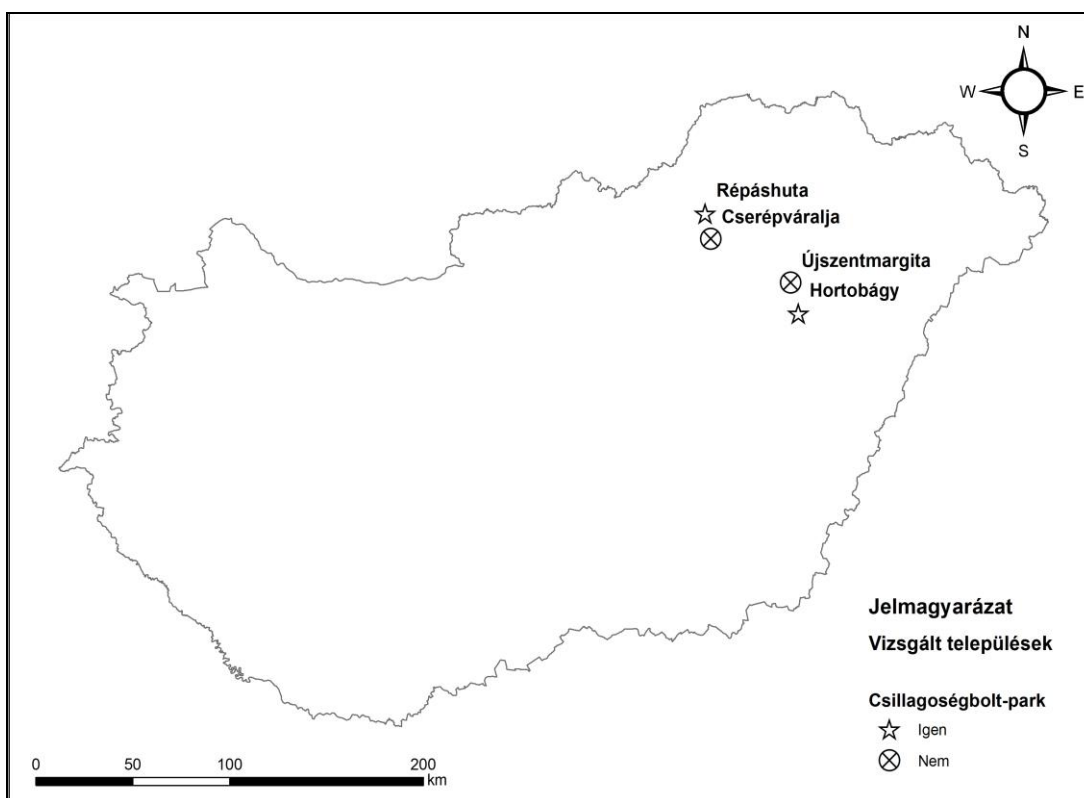 N
W E
S
Répáshuta
Cserépváralja
Újszentmargita
Hortobágy
Jelmagyarázat
Vizsgált települések
Csillagoségbolt-park
Igen
Nem
0 50 100 200
km